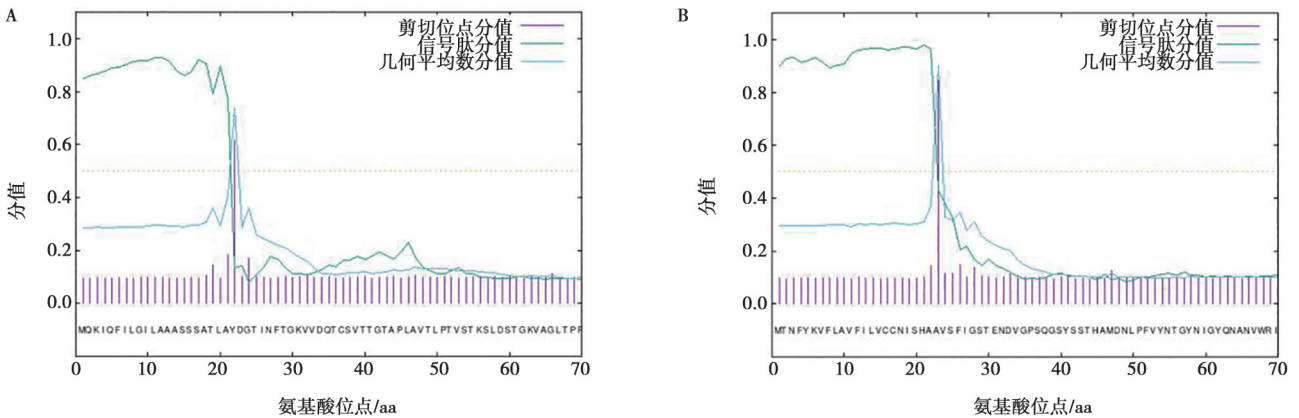 A
剪切位点分值
信号肽分值
几何平均数分值
1.0
0.8
0.6
0.4
0.2
0.0
分值
MQKIQFILGILAAASSSATLAYDGTINFTGKVVDQTCSVTTGTAPLAVTLPTVSTKSLDSTGKVAGLTPF
0 10 20 30 40 50 60 70
氨基酸位点/aa
B
剪切位点分值
信号肽分值
几何平均数分值
1.0
0.8
0.6
0.4
0.2
0.0
分值
MTNFYKVFLAVFILVCCNISHAAVSFIGSTENDVGPSQGSYSSTHAMDNLPFVYNTGYNIGYQNANVWRI
0 10 20 30 40 50 60 70
氨基酸位点/aa